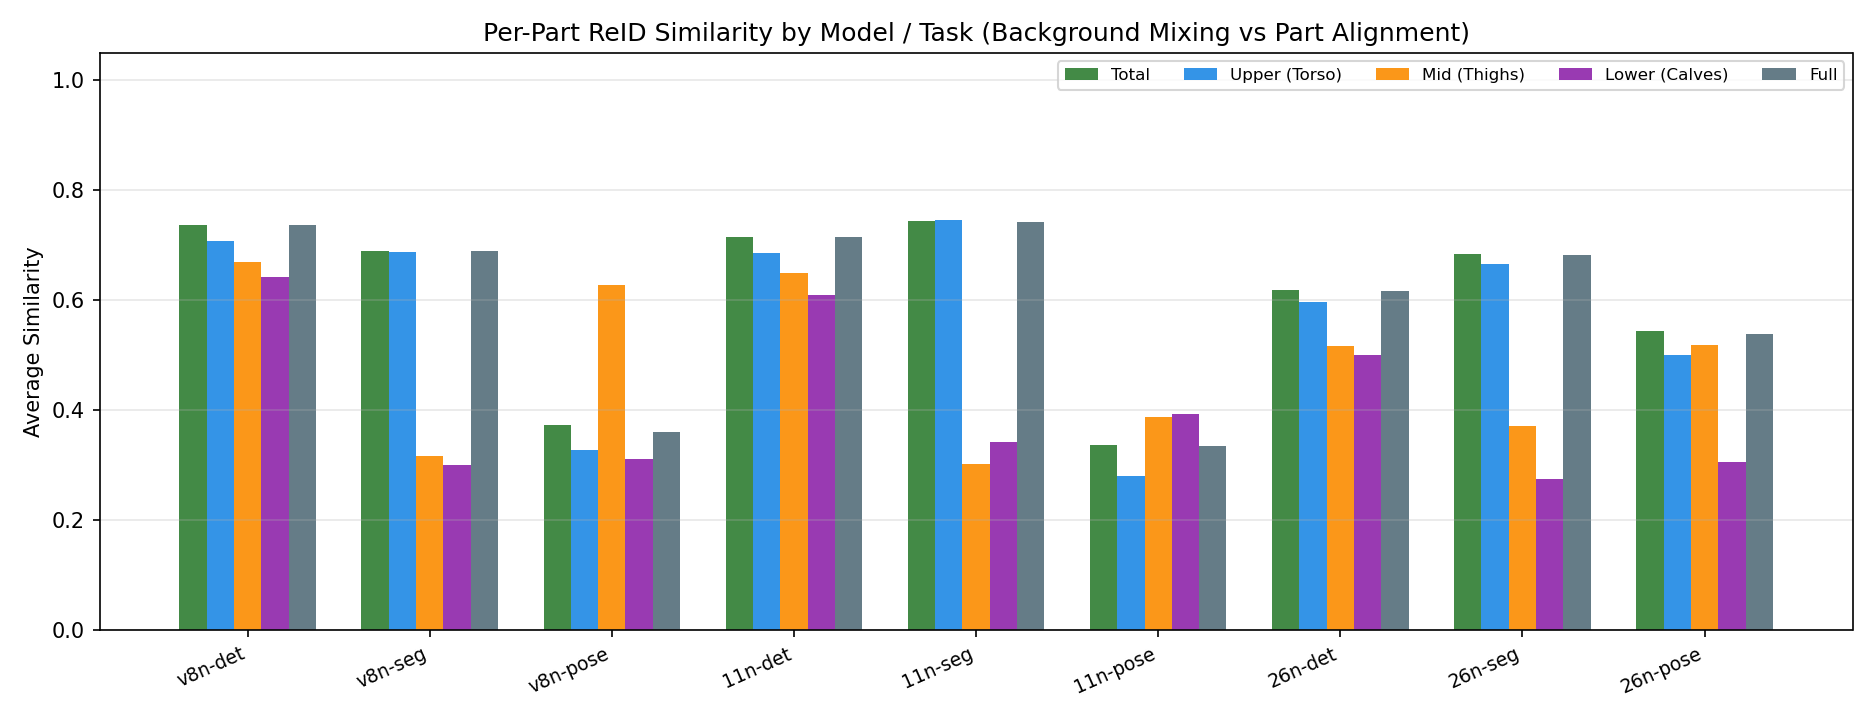 Per-Part ReID Similarity by Model / Task (Background Mixing vs Part Alignment)
Total Upper (Torso) Mid (Thighs) Lower (Calves) Full
Average Similarity
1.0
0.8
0.6
0.4
0.2
0.0
v8n-det v8n-seg v8n-pose 11n-det 11n-seg 11n-pose 26n-det 26n-seg 26n-pose